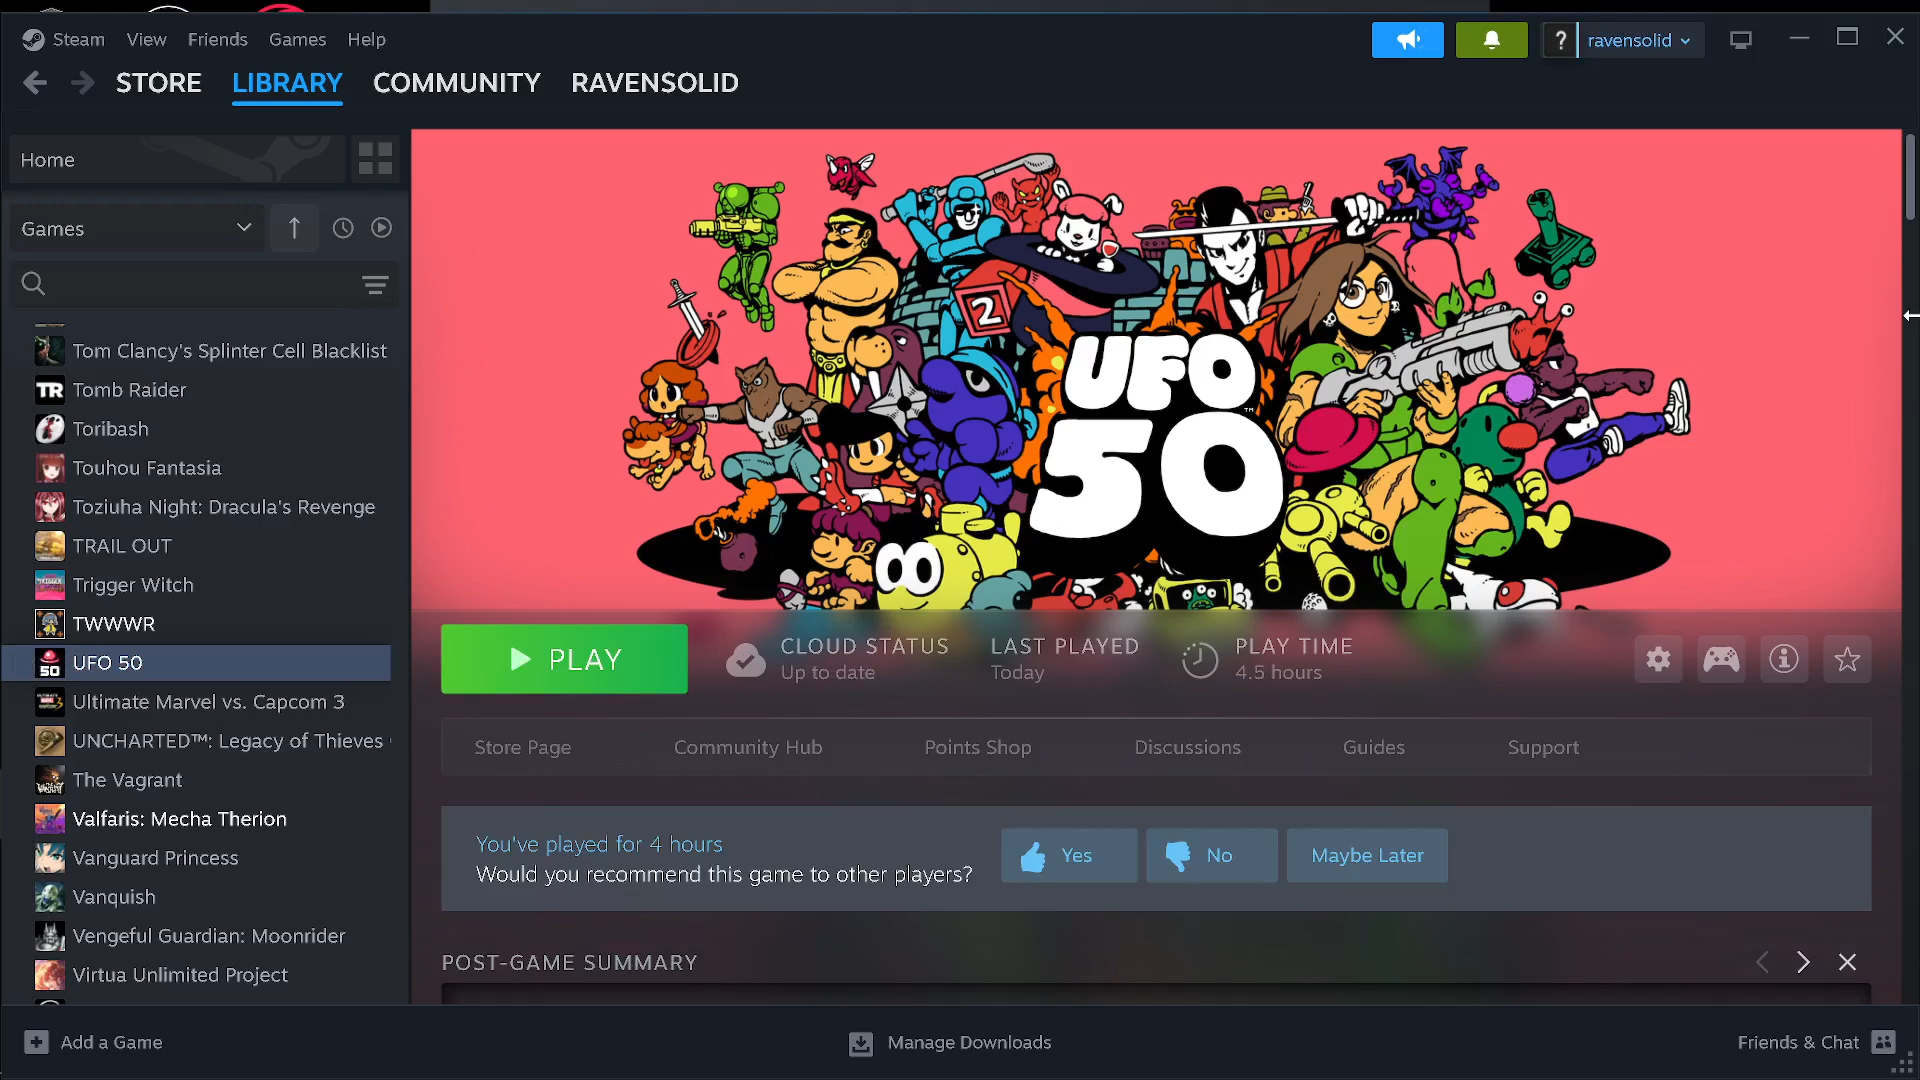 Steam View Friends Games Help
? ravensolid
STORE LIBRARY COMMUNITY RAVENSOLID
Home
Games
Tom Clancy's Splinter Cell Blacklist
TR Tomb Raider
Toribash
Touhou Fantasia
Toziuha Night: Dracula's Revenge
TRAIL OUT
Trigger Witch
TWWWR
50 UFO 50
Ultimate Marvel vs. Capcom 3
UNCHARTED™: Legacy of Thieves
The Vagrant
Valfaris: Mecha Therion
Vanguard Princess
Vanquish
Vengeful Guardian: Moonrider
Virtua Unlimited Project
2
UFO
50
™
PLAY
CLOUD STATUS
Up to date
LAST PLAYED
Today
PLAY TIME
4.5 hours
Store Page Community Hub Points Shop Discussions Guides Support
You've played for 4 hours
Would you recommend this game to other players?
Yes No Maybe Later
POST-GAME SUMMARY
Add a Game
Manage Downloads
Friends & Chat